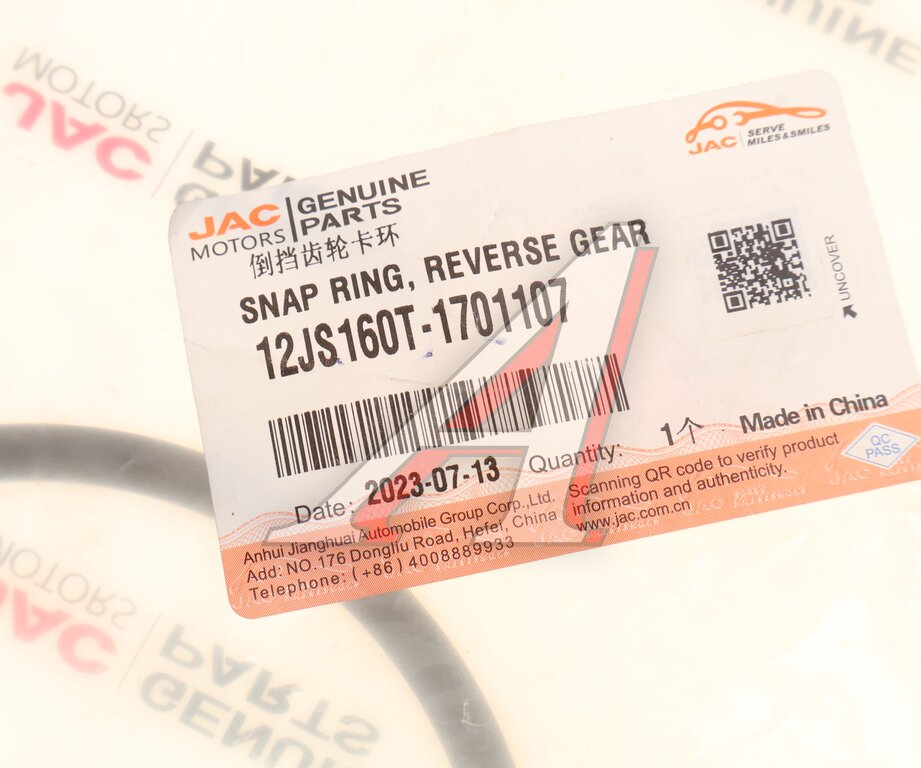 MOTORS
JAC
PARTS
GENUINE
JAC
MOTORS
GENUINE
PARTS
JAC
SERVE
MILES & SMILES
倒挡齿轮卡环
SNAP RING, REVERSE GEAR
12JS160T-1701107
UNCOVER
Date: 2023-07-13
Quantity: 1个
Made in China
QC
PASS
Anhui Jianghuai Automobile Group Corp., Ltd.
Add: NO.176 Dongliu Road, Hefei, China
Telephone: (+86) 4008889933
Scanning QR code to verify product
information and authenticity.
www.jac.com.cn
MOTORS
JAC
PARTS
GENUINE